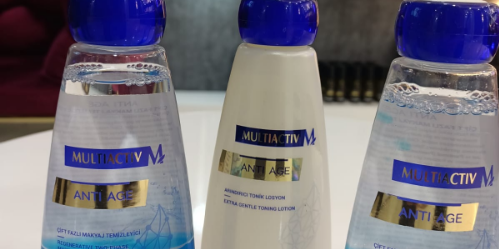 MULTIACTIV M
ANTI AGE
ÇİFT FAZLI MAKYAJ TEMİZLEYİCİ
MULTIACTIV M
ANTI AGE
ARINDIRICI TONİK LOSYON
EXTRA GENTLE TONING LOTION
MULTIACTIV M
ANTI-AGE